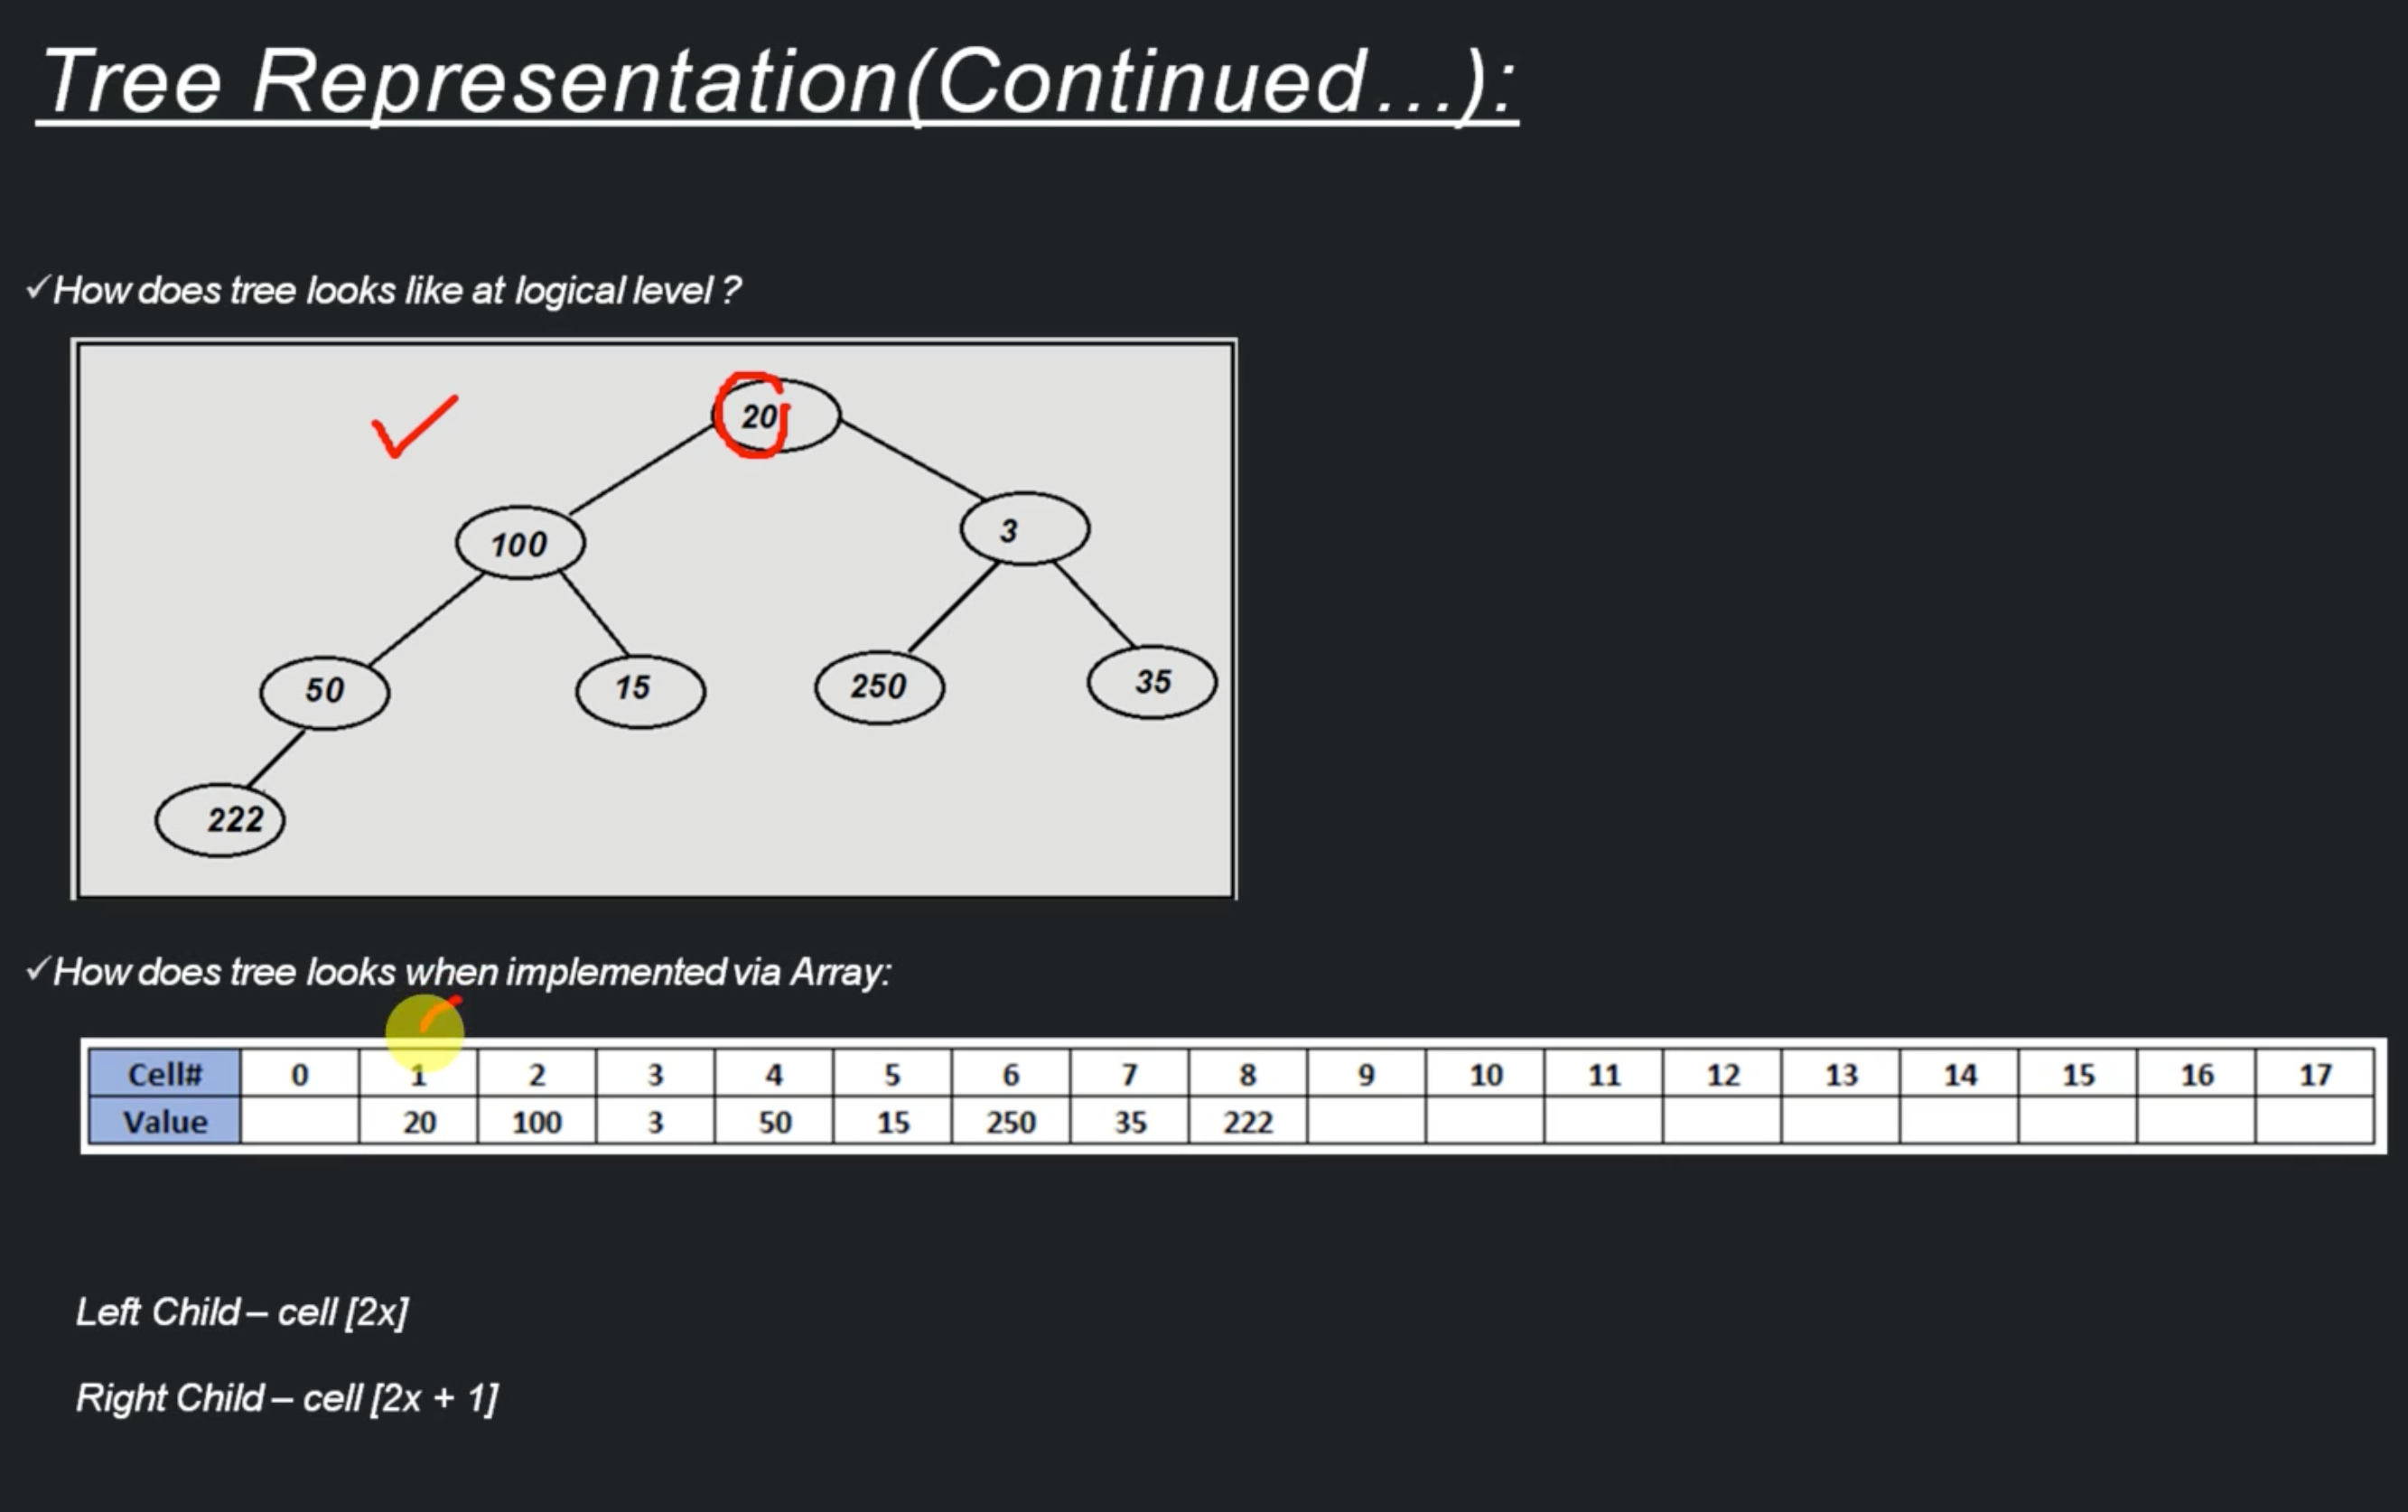 Tree Representation(Continued...):
✓How does tree looks like at logical level ?
20
100 3
50 15 250 35
222
✓How does tree looks when implemented via Array:
Cell# 0 1 2 3 4 5 6 7 8 9 10 11 12 13 14 15 16 17
Value 20 100 3 50 15 250 35 222
Left Child – cell [2x]
Right Child – cell [2x + 1]